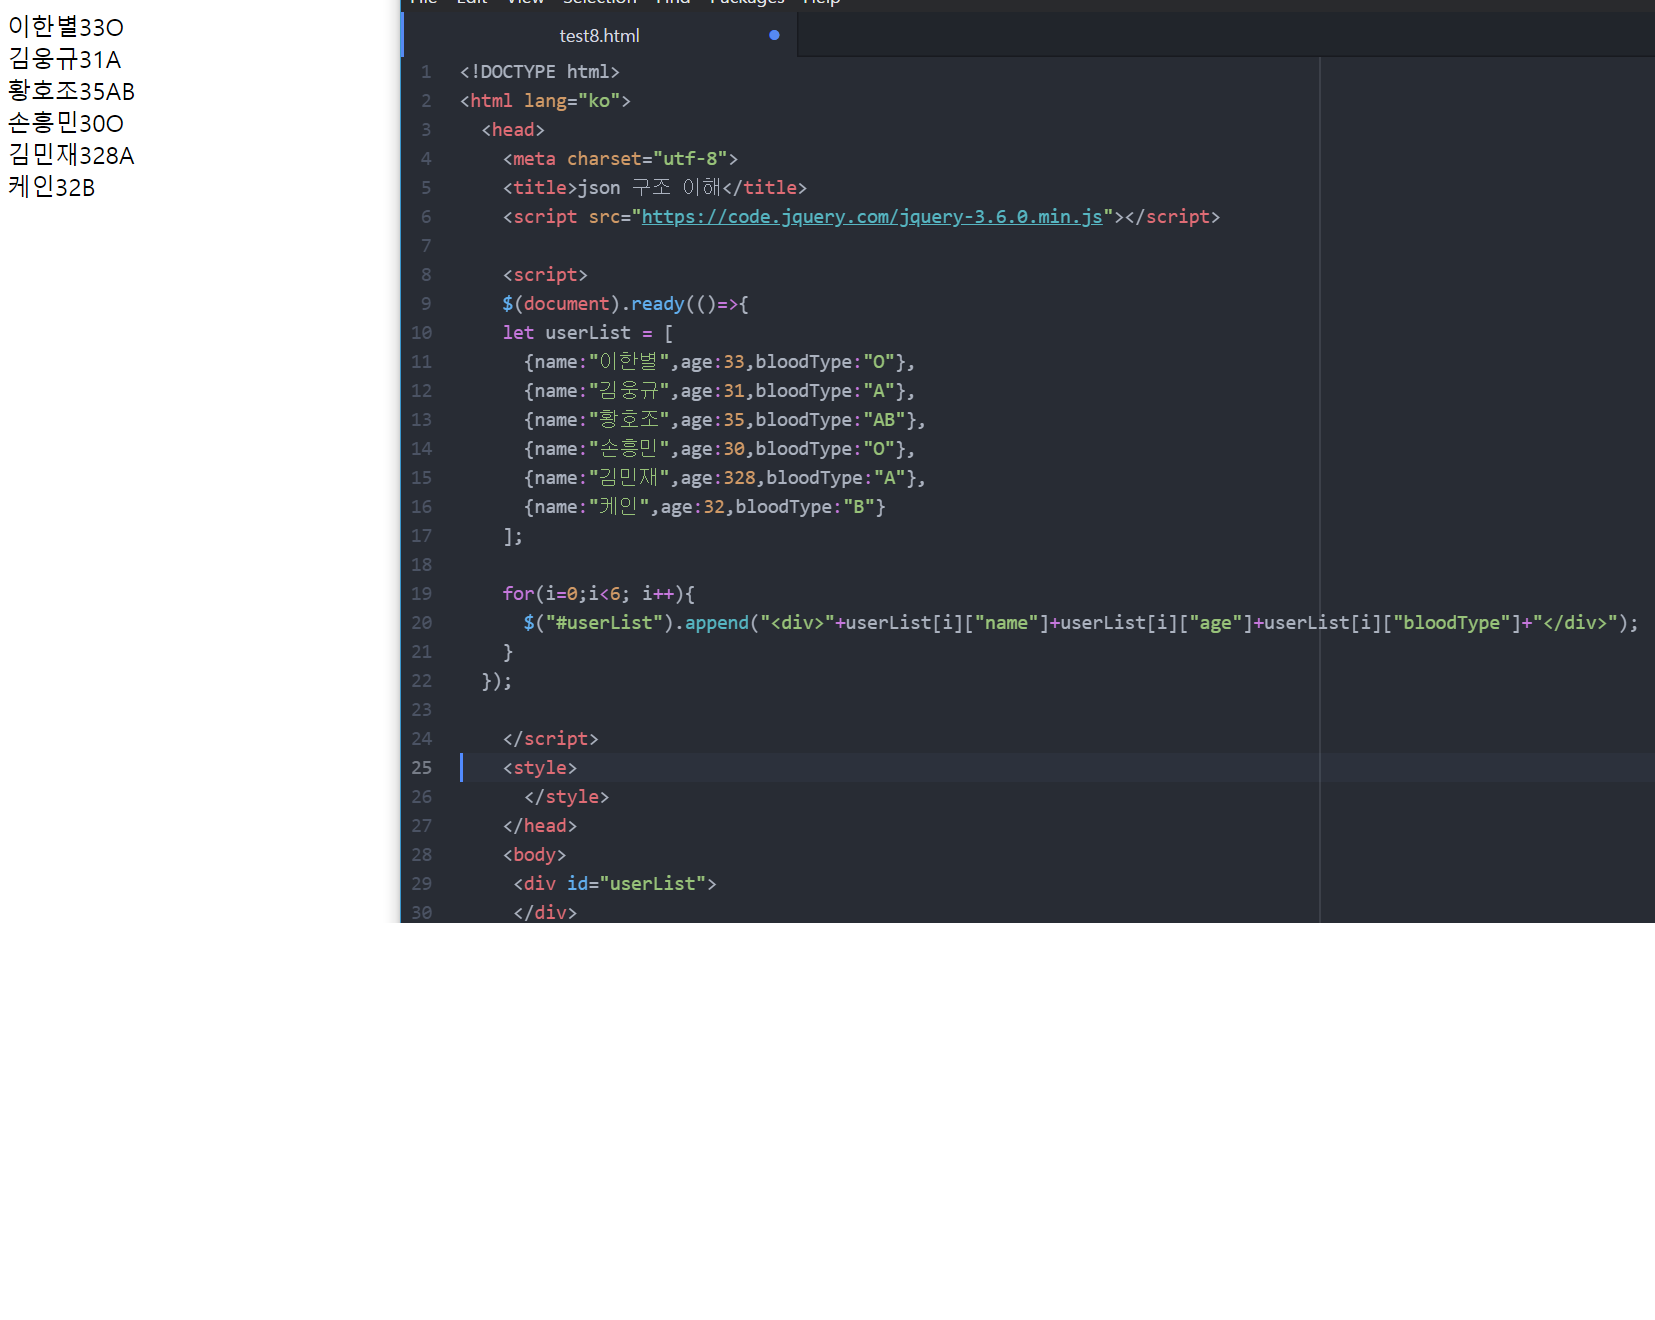 이한별33O
김웅규31A
황호조35AB
손흥민30O
김민재328A
케인32B
File Edit View Selection Find Packages Help
test8.html
1 <!DOCTYPE html>
2 <html lang="ko">
3 <head>
4 <meta charset="utf-8">
5 <title>json 구조 이해</title>
6 <script src="https://code.jquery.com/jquery-3.6.0.min.js"></script>
7
8 <script>
9 $(document).ready(()=>{
10 let userList = [
11 {name:"이한별",age:33,bloodType:"O"},
12 {name:"김웅규",age:31,bloodType:"A"},
13 {name:"황호조",age:35,bloodType:"AB"},
14 {name:"손흥민",age:30,bloodType:"O"},
15 {name:"김민재",age:328,bloodType:"A"},
16 {name:"케인",age:32,bloodType:"B"}
17 ];
18
19 for(i=0;i<6; i++){
20 $("#userList").append("<div>"+userList[i]["name"]+userList[i]["age"]+userList[i]["bloodType"]+"</div>");
21 }
22 });
23
24 </script>
25 <style>
26 </style>
27 </head>
28 <body>
29 <div id="userList">
30 </div>